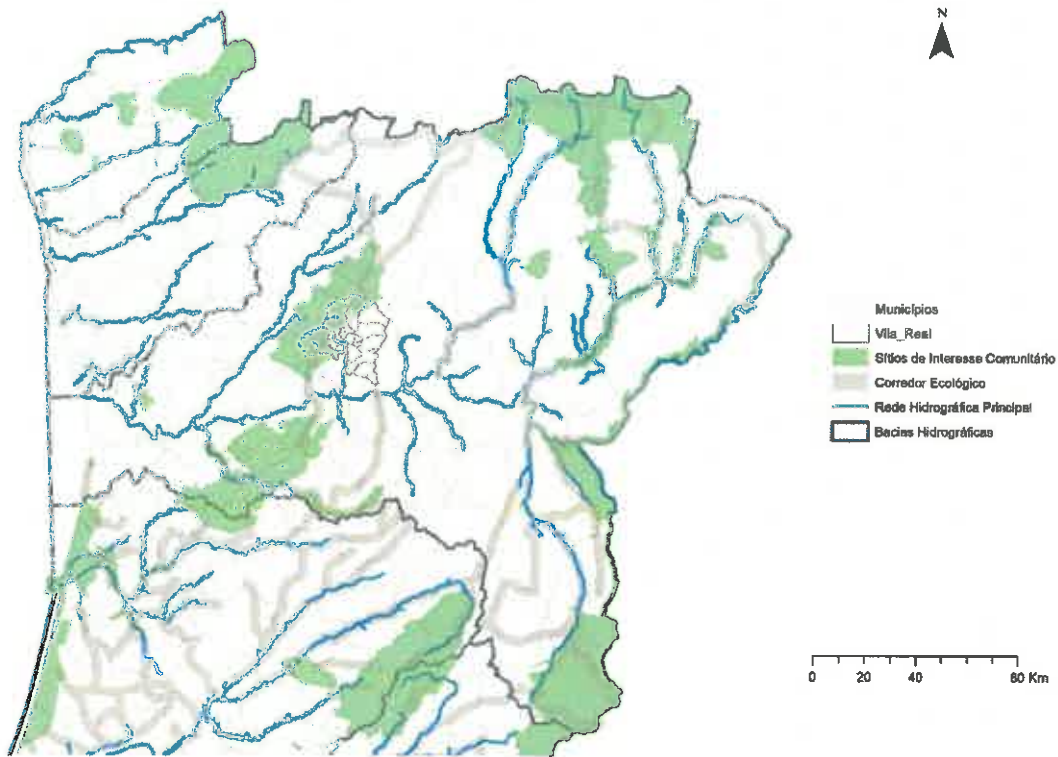 N
Municípios
Vila_Real
Sítios de Interesse Comunitário
Corredor Ecológico
Rede Hidrográfica Principal
Bacias Hidrográficas
0 20 40 80 Km